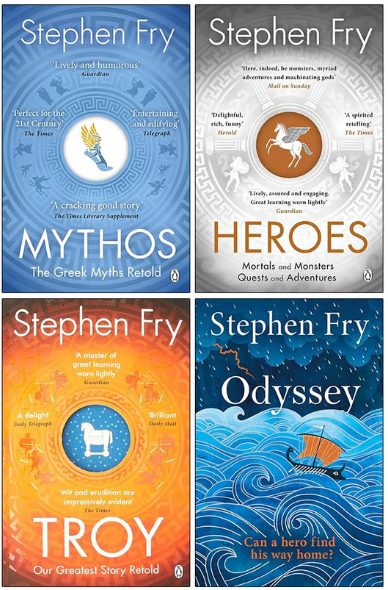 Stephen Fry
'Lively and humorous'
Guardian
'Perfect for the
21st Century'
The Times
'Entertaining
and edifying'
Telegraph
'A cracking good story'
The Times Literary Supplement
MYTHOS
The Greek Myths Retold
Stephen Fry
'Here, indeed, be monsters, myriad
adventures and machinating gods'
Mail on Sunday
'Delightful,
rich, funny'
Herald
'A spirited
retelling'
The Times
'Lively, assured and engaging.
Great learning worn lightly'
Guardian
HEROES
Mortals and Monsters
Quests and Adventures
Stephen Fry
'A master of
great learning
worn lightly'
Guardian
'A delight'
Daily Telegraph
'Brilliant'
Daily Mail
'Wit and erudition are
impressively evident'
The Times
TROY
Our Greatest Story Retold
Stephen Fry
Odyssey
Can a hero find
his way home?